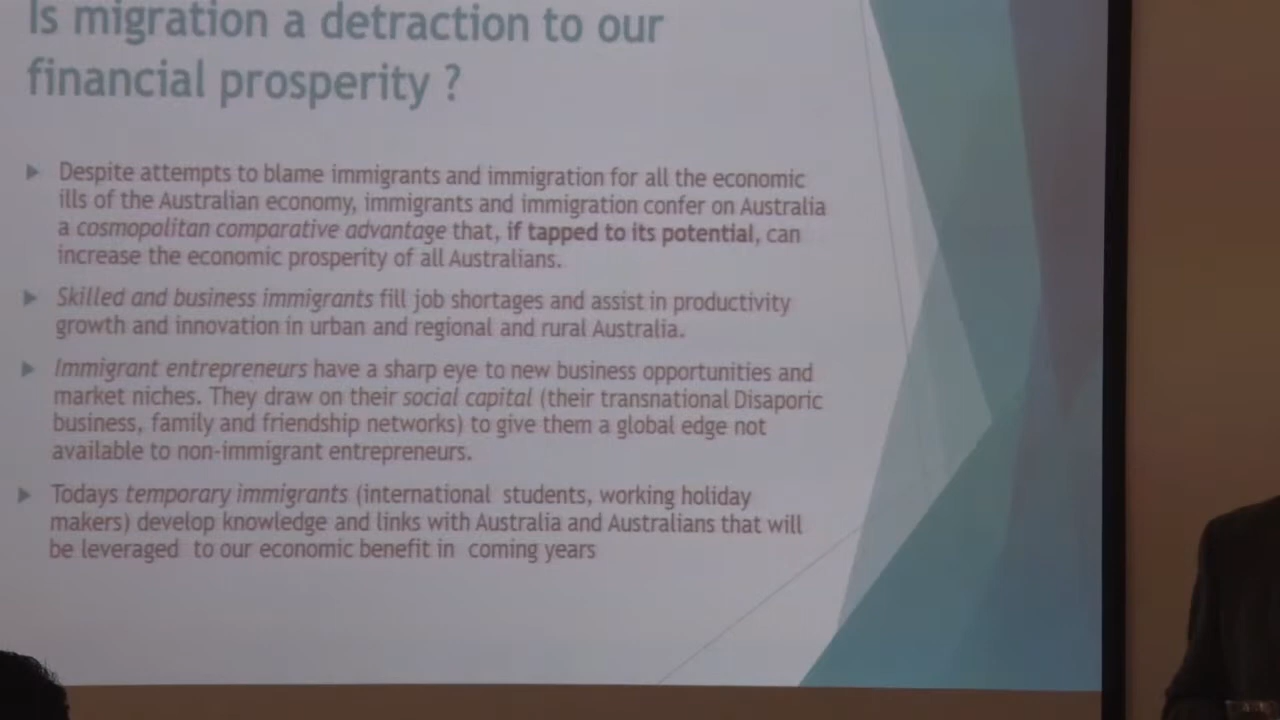 Is migration a detraction to our
financial prosperity ?
Despite attempts to blame immigrants and immigration for all the economic
ills of the Australian economy, immigrants and immigration confer on Australia
a cosmopolitan comparative advantage that, if tapped to its potential, can
increase the economic prosperity of all Australians.
Skilled and business immigrants fill job shortages and assist in productivity
growth and innovation in urban and regional and rural Australia.
Immigrant entrepreneurs have a sharp eye to new business opportunities and
market niches. They draw on their social capital (their transnational Disaporic
business, family and friendship networks) to give them a global edge not
available to non-immigrant entrepreneurs.
Todays temporary immigrants (international students, working holiday
makers) develop knowledge and links with Australia and Australians that will
be leveraged to our economic benefit in coming years